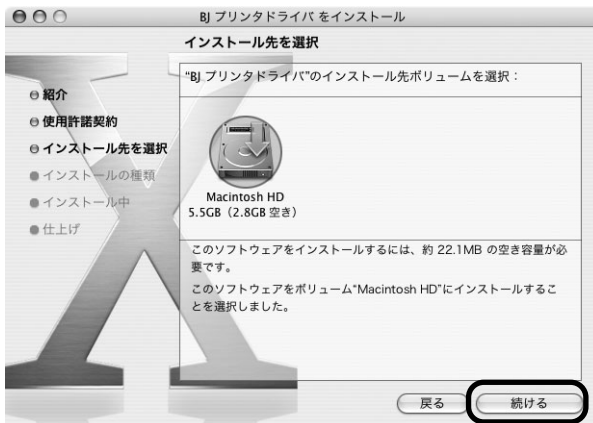 BJ プリンタドライバ をインストール
インストール先を選択
紹介
使用許諾契約
インストール先を選択
インストールの種類
インストール中
仕上げ
“BJ プリンタドライバ”のインストール先ボリュームを選択：
Macintosh HD
5.5GB（2.8GB 空き）
このソフトウェアをインストールするには、約 22.1MB の空き容量が必
要です。
このソフトウェアをボリューム“Macintosh HD”にインストールするこ
とを選択しました。
戻る
続ける